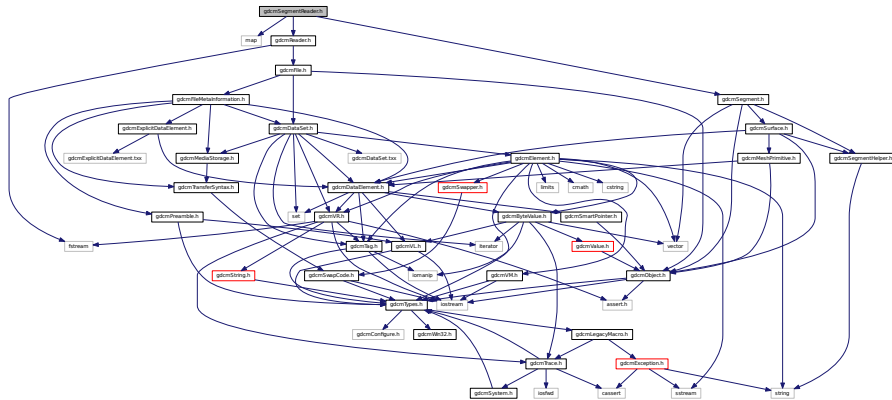 gdcmSegmentReader.h
map
gdcmReader.h
gdcmFile.h
gdcmFileMetaInformation.h
gdcmSegment.h
gdcmExplicitDataElement.h
gdcmDataSet.h
gdcmSurface.h
gdcmExplicitDataElement.txx
gdcmMediaStorage.h
gdcmDataSet.txx
gdcmElement.h
gdcmMeshPrimitive.h
gdcmSegmentHelper.h
gdcmTransferSyntax.h
gdcmDataElement.h
gdcmSwapper.h
limits
cmath
cstring
gdcmPreamble.h
set
gdcmVR.h
gdcmByteValue.h
gdcmSmartPointer.h
fstream
gdcmTag.h
gdcmVL.h
iterator
gdcmValue.h
vector
gdcmString.h
gdcmSwapCode.h
iomanip
gdcmVM.h
gdcmObject.h
gdcmTypes.h
iostream
assert.h
gdcmConfigure.h
gdcmWin32.h
gdcmLegacyMacro.h
gdcmTrace.h
gdcmException.h
gdcmSystem.h
iosfwd
cassert
sstream
string